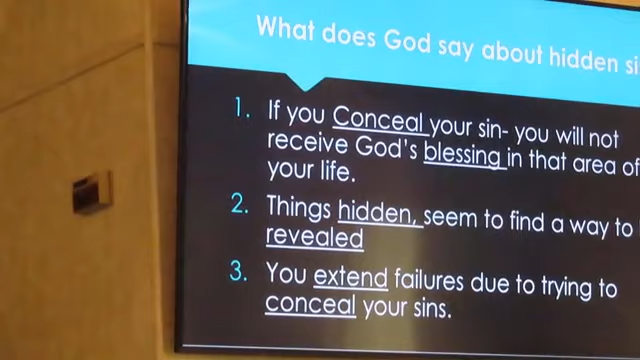 What does God say about hidden
1. If you Conceal your sin- you will not
receive God's blessing in that area of
your life.
2. Things hidden, seem to find a way to
revealed
3. You extend failures due to trying to
conceal your sins.